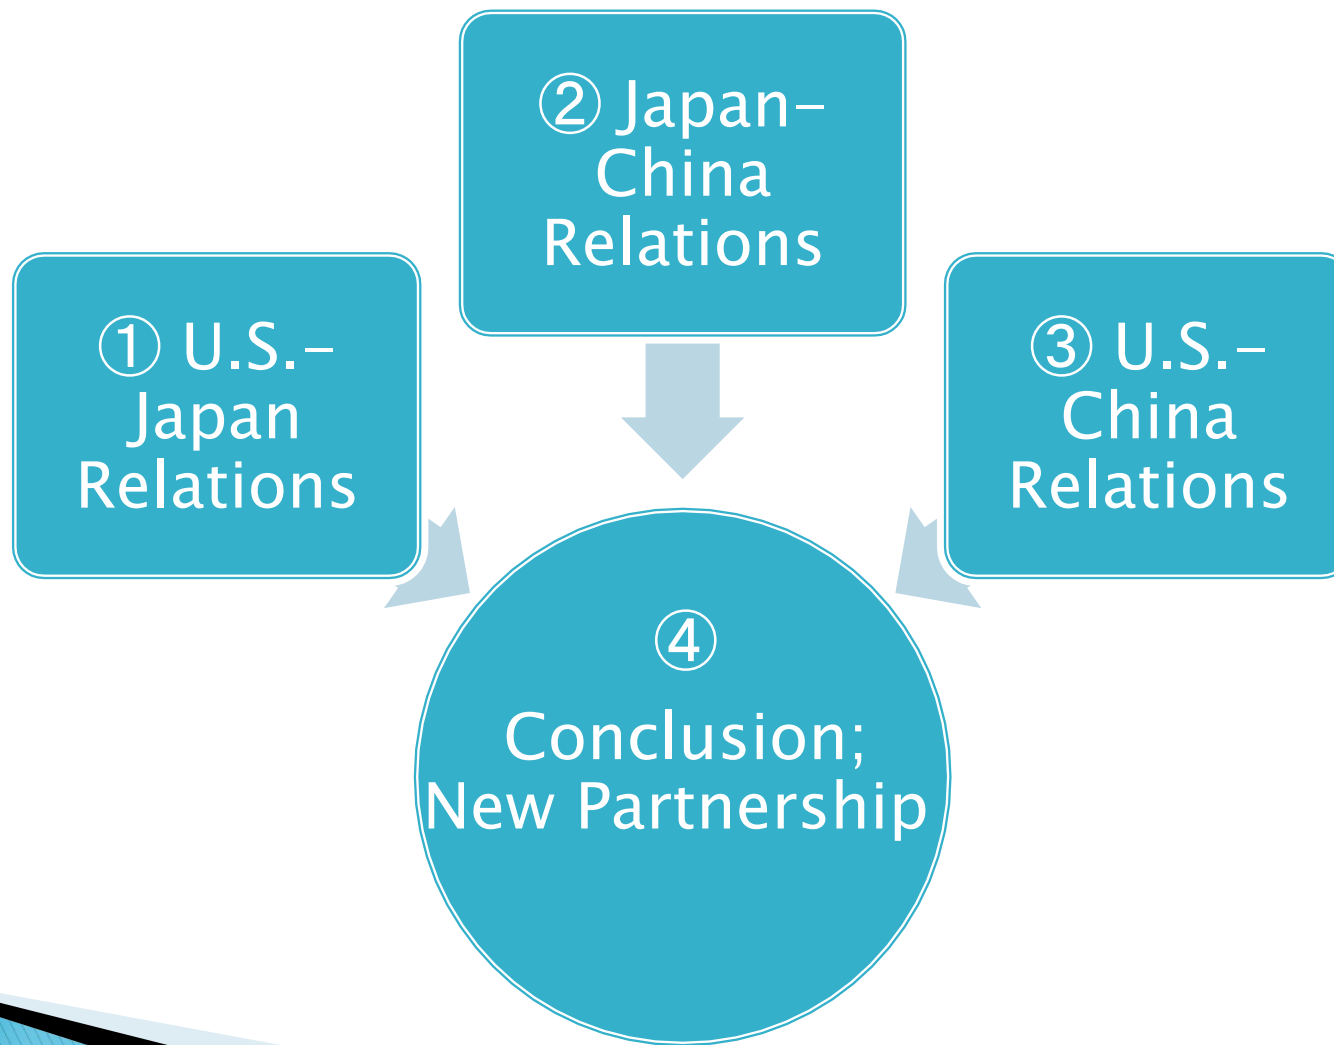 ① U.S.–
Japan
Relations
② Japan–
China
Relations
③ U.S.–
China
Relations
④
Conclusion;
New Partnership